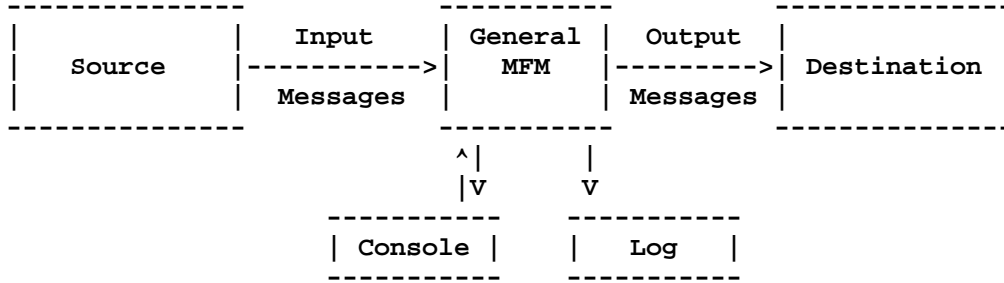 Input General Output
Source MFM Destination
Messages Messages
Console Log